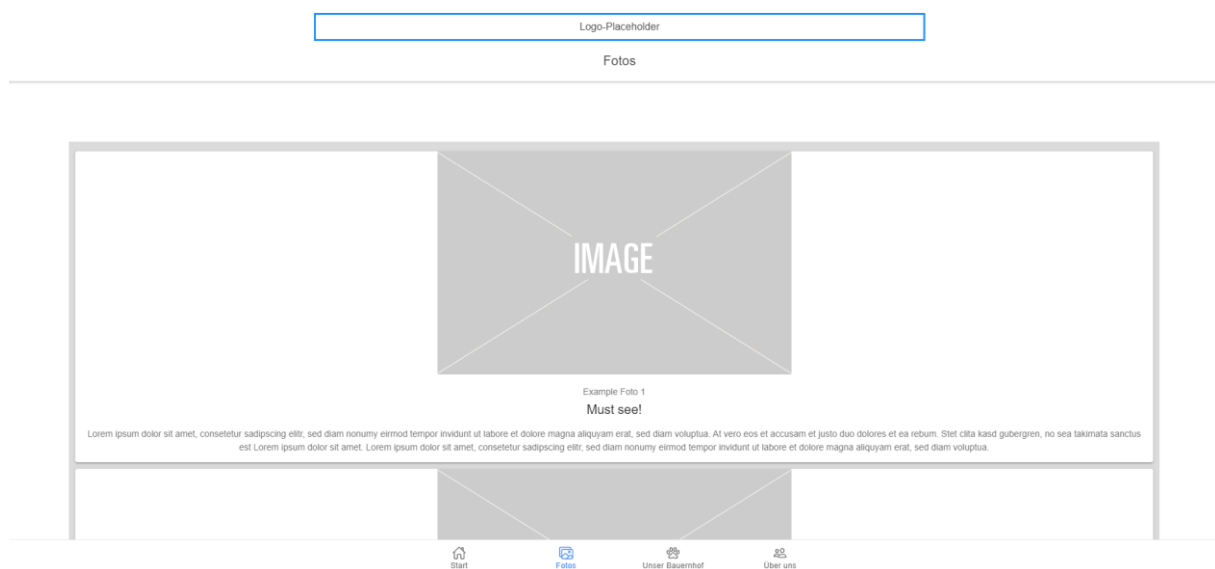 Logo-Placeholder
Fotos
IMAGE
Example Foto 1
Must see!
Lorem ipsum dolor sit amet, consetetur sadipscing elitr, sed diam nonumy eirmod tempor invidunt ut labore et dolore magna aliquyam erat, sed diam voluptua. At vero eos et accusam et justo duo dolores et ea rebum. Stet clita kasd gubergren, no sea takimata sanctus
est Lorem ipsum dolor sit amet. Lorem ipsum dolor sit amet, consetetur sadipscing elitr, sed diam nonumy eirmod tempor invidunt ut labore et dolore magna aliquyam erat, sed diam voluptua.
Start
Fotos
Unser Bauernhof
Über uns